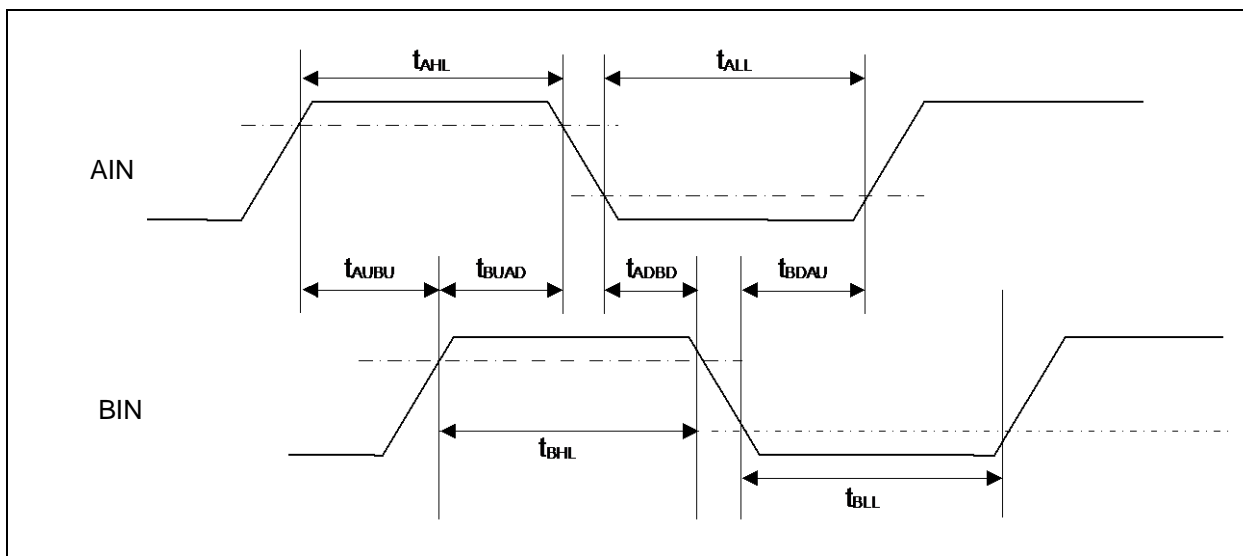 tAHL tALL
AIN
tAUBU tBUAD tADBD tBDAU
BIN
tBHL
tBLL